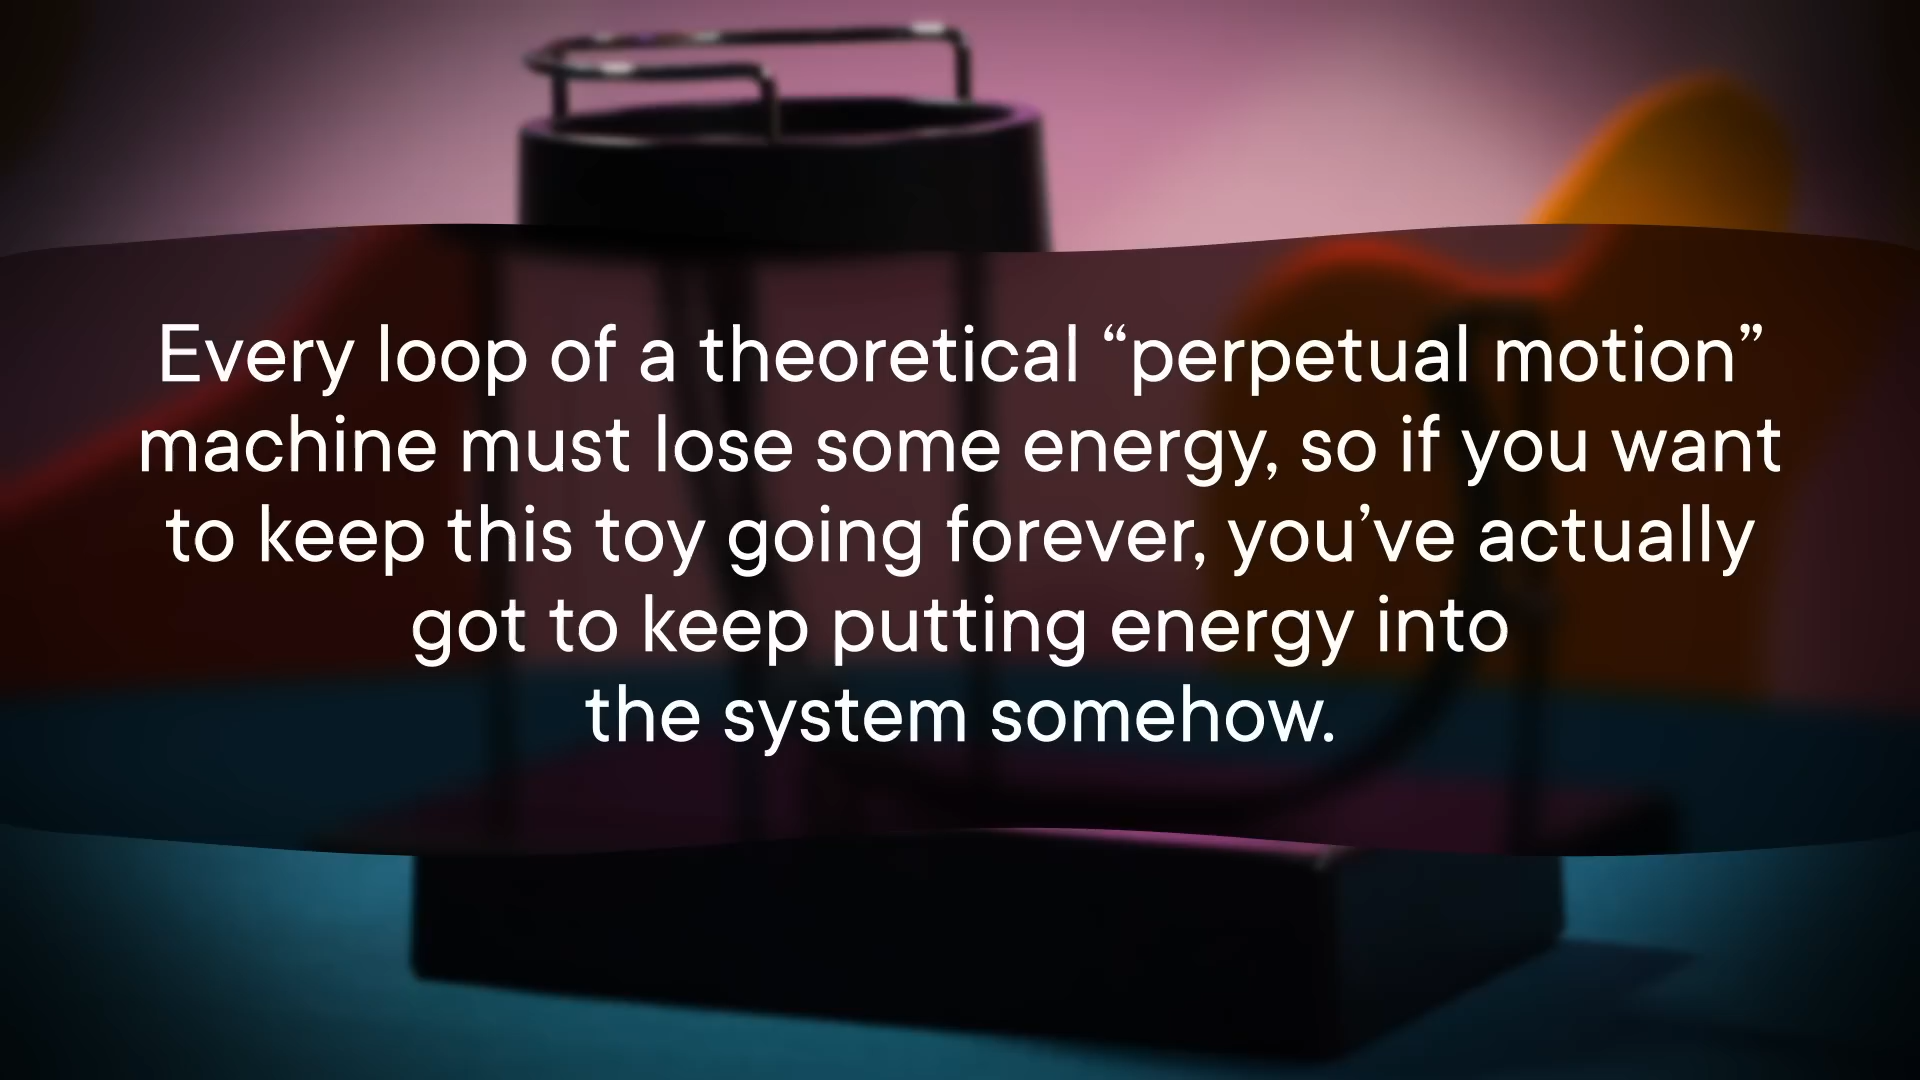 Every loop of a theoretical “perpetual motion”
machine must lose some energy, so if you want
to keep this toy going forever, you’ve actually
got to keep putting energy into
the system somehow.